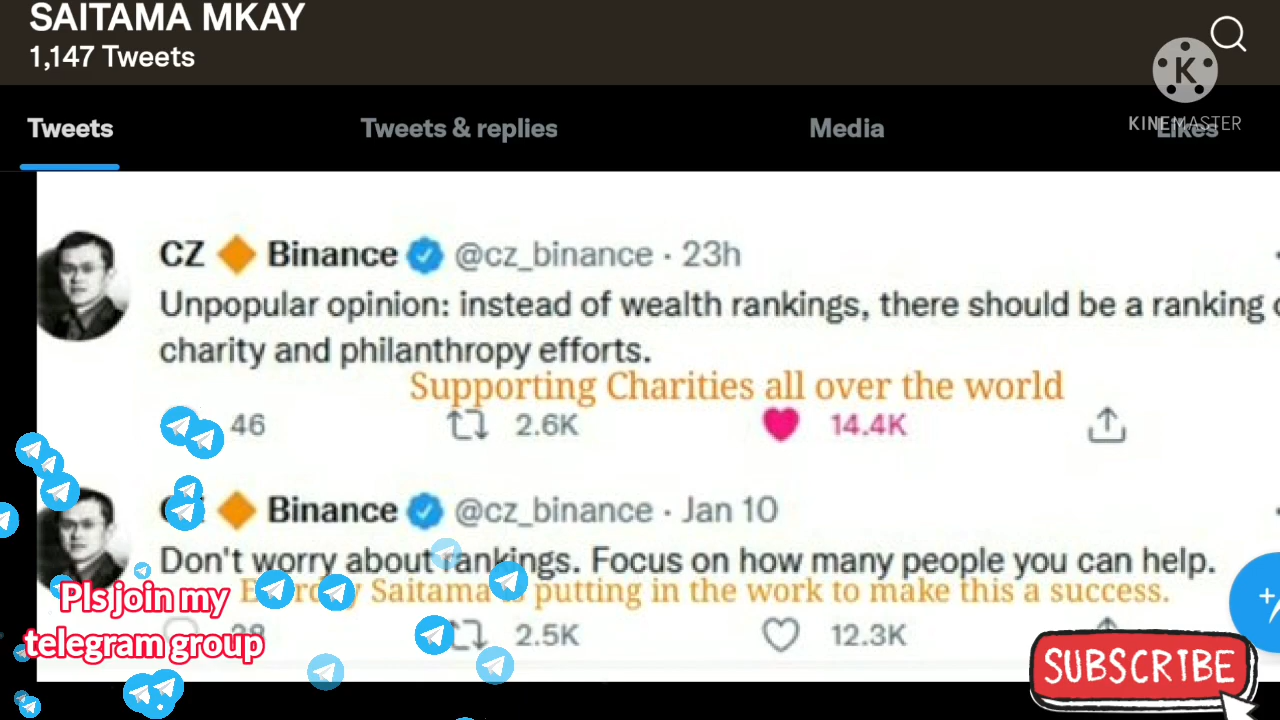 SAITAMA MKAY
1,147 Tweets
Tweets
Tweets & replies
Media
Likes
K
KINEMASTER
CZ Binance @cz_binance · 23h
Unpopular opinion: instead of wealth rankings, there should be a ranking
charity and philanthropy efforts.
Supporting Charities all over the world
46 2.6K 14.4K
Binance @cz_binance · Jan 10
Don't worry about rankings. Focus on how many people you can help.
Saitama is putting in the work to make this a success.
2.5K 12.3K
Pls join my
telegram group
SUBSCRIBE